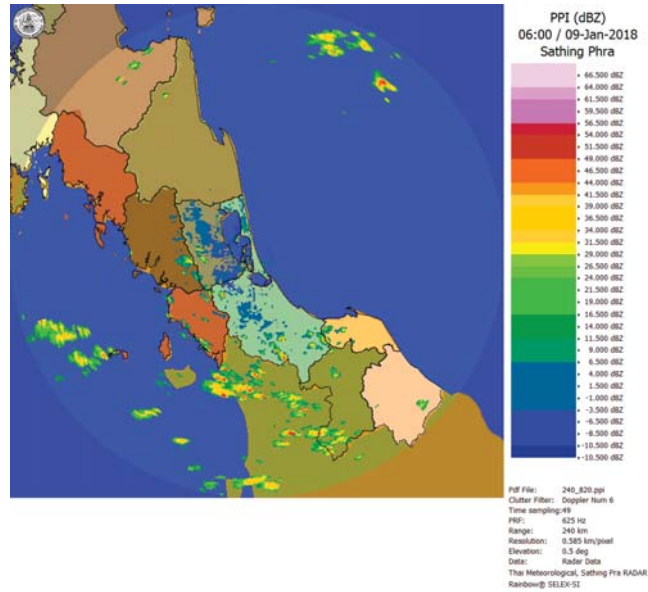 PPI (dBZ)
06:00 / 09-Jan-2018
Sathing Phra
66.500 dBZ
64.000 dBZ
61.500 dBZ
59.500 dBZ
56.500 dBZ
54.000 dBZ
51.500 dBZ
49.000 dBZ
46.500 dBZ
44.000 dBZ
41.500 dBZ
39.000 dBZ
36.500 dBZ
34.000 dBZ
31.500 dBZ
29.000 dBZ
26.500 dBZ
24.000 dBZ
21.500 dBZ
19.000 dBZ
16.500 dBZ
14.000 dBZ
11.500 dBZ
9.000 dBZ
6.500 dBZ
4.000 dBZ
1.500 dBZ
-1.000 dBZ
-3.500 dBZ
-6.500 dBZ
-8.500 dBZ
-10.500 dBZ
-10.500 dBZ
Pdf File: 240_820.ppi
Clutter Filter: Doppler Num 6
Time sampling:49
PRF: 625 Hz
Range: 240 km
Resolution: 0.585 km/pixel
Elevation: 0.5 deg
Data: Radar Data
Thai Meteorological, Sathing Pra RADAR
Rainbow® SELEX-SI